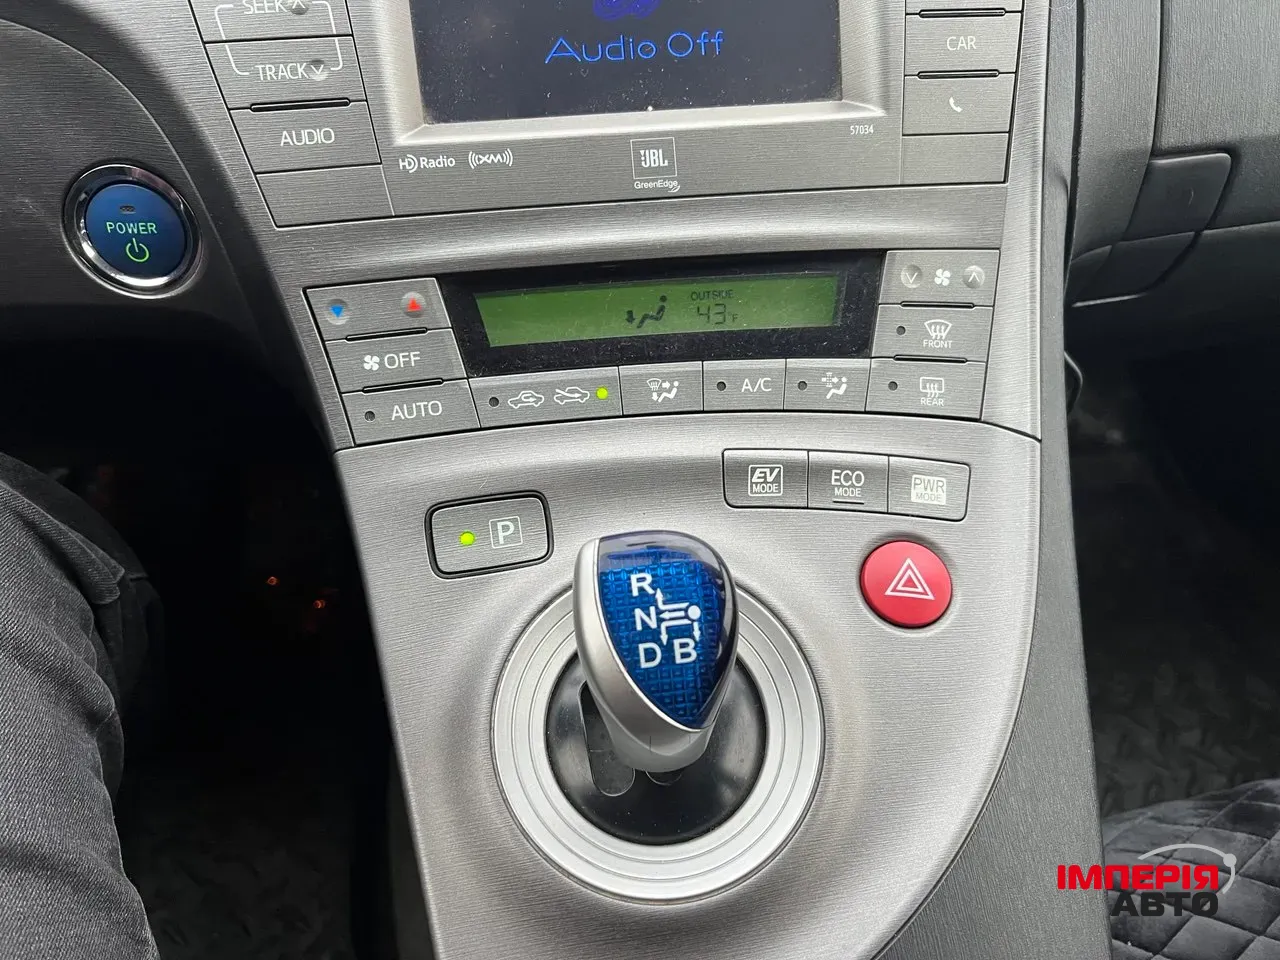 SEEK
TRACK
AUDIO
Audio Off
CAR
57034
HD Radio ((XM))
JBL
GreenEdge
POWER
OUTSIDE
43°F
OFF
AUTO
A/C
FRONT
REAR
EV
MODE
ECO
MODE
PWR
MODE
P
R
N
D B
ІМПЕРІЯ
АВТО